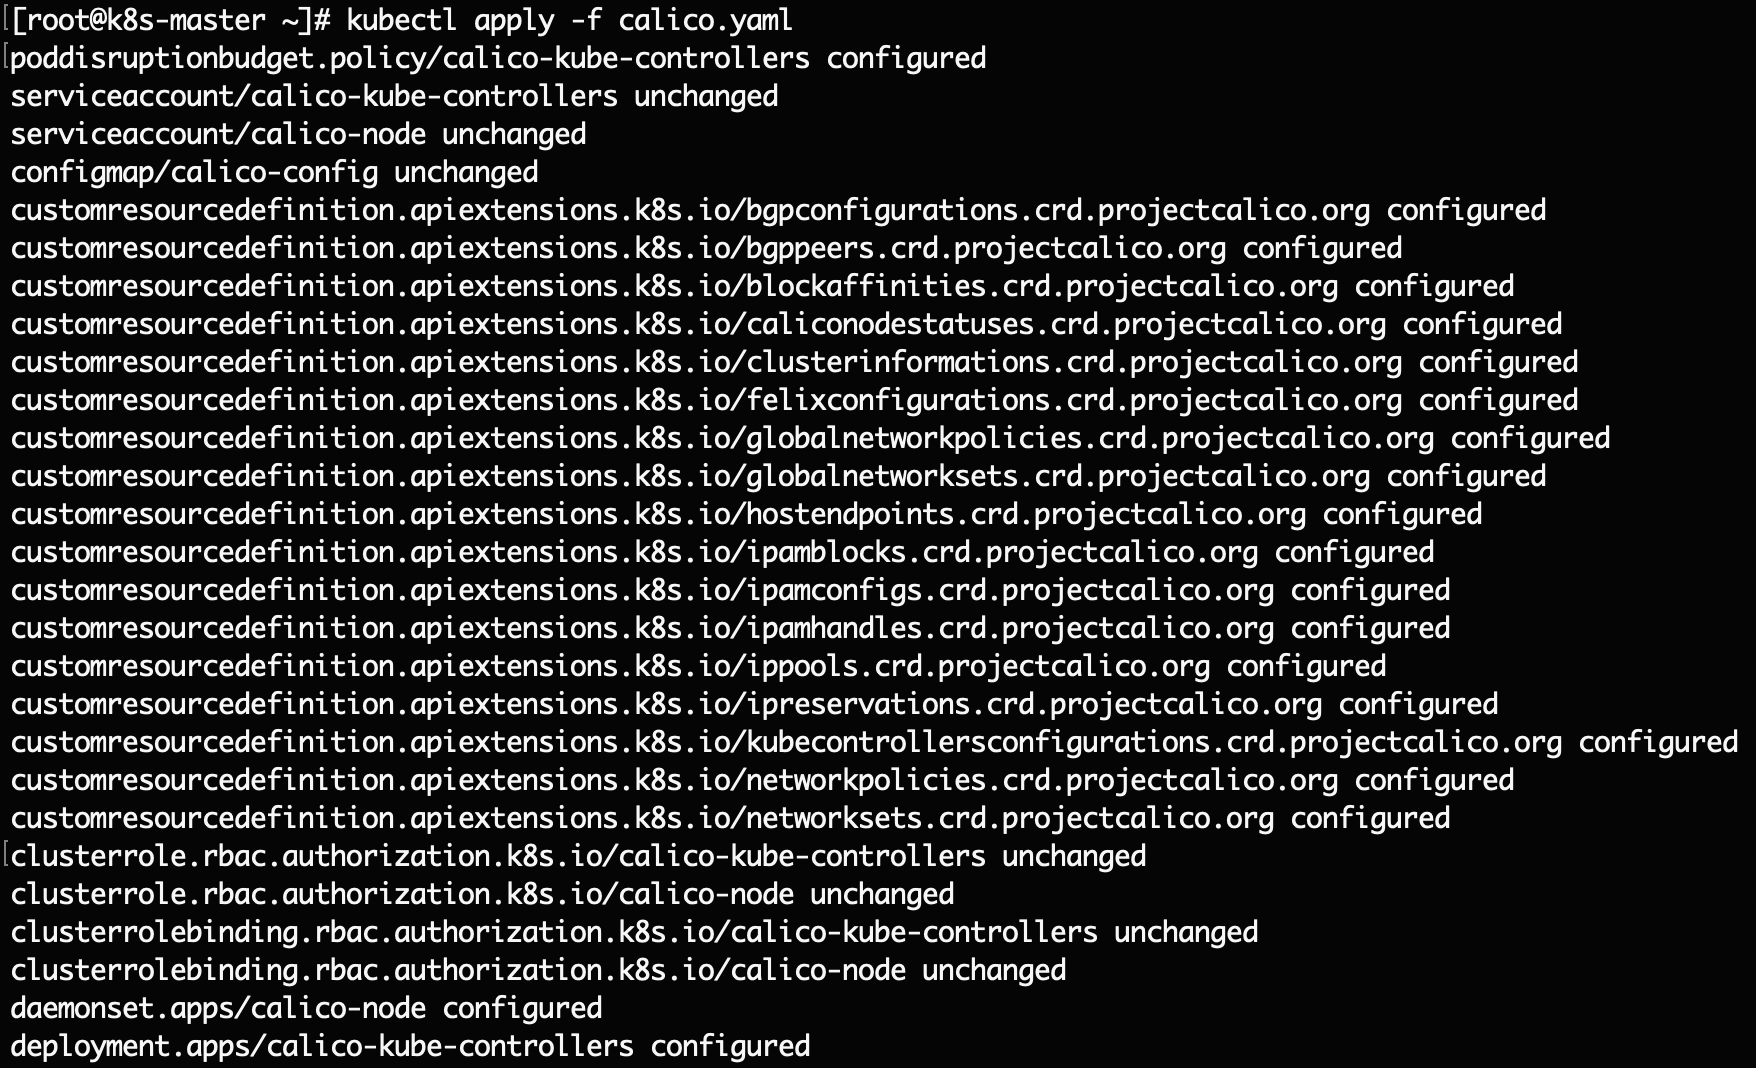 [root@k8s-master ~]# kubectl apply -f calico.yaml
poddisruptionbudget.policy/calico-kube-controllers configured
serviceaccount/calico-kube-controllers unchanged
serviceaccount/calico-node unchanged
configmap/calico-config unchanged
customresourcedefinition.apiextensions.k8s.io/bgpconfigurations.crd.projectcalico.org configured
customresourcedefinition.apiextensions.k8s.io/bgppeers.crd.projectcalico.org configured
customresourcedefinition.apiextensions.k8s.io/blockaffinities.crd.projectcalico.org configured
customresourcedefinition.apiextensions.k8s.io/caliconodestatuses.crd.projectcalico.org configured
customresourcedefinition.apiextensions.k8s.io/clusterinformations.crd.projectcalico.org configured
customresourcedefinition.apiextensions.k8s.io/felixconfigurations.crd.projectcalico.org configured
customresourcedefinition.apiextensions.k8s.io/globalnetworkpolicies.crd.projectcalico.org configured
customresourcedefinition.apiextensions.k8s.io/globalnetworksets.crd.projectcalico.org configured
customresourcedefinition.apiextensions.k8s.io/hostendpoints.crd.projectcalico.org configured
customresourcedefinition.apiextensions.k8s.io/ipamblocks.crd.projectcalico.org configured
customresourcedefinition.apiextensions.k8s.io/ipamconfigs.crd.projectcalico.org configured
customresourcedefinition.apiextensions.k8s.io/ipamhandles.crd.projectcalico.org configured
customresourcedefinition.apiextensions.k8s.io/ippools.crd.projectcalico.org configured
customresourcedefinition.apiextensions.k8s.io/ipreservations.crd.projectcalico.org configured
customresourcedefinition.apiextensions.k8s.io/kubecontrollersconfigurations.crd.projectcalico.org configured
customresourcedefinition.apiextensions.k8s.io/networkpolicies.crd.projectcalico.org configured
customresourcedefinition.apiextensions.k8s.io/networksets.crd.projectcalico.org configured
clusterrole.rbac.authorization.k8s.io/calico-kube-controllers unchanged
clusterrole.rbac.authorization.k8s.io/calico-node unchanged
clusterrolebinding.rbac.authorization.k8s.io/calico-kube-controllers unchanged
clusterrolebinding.rbac.authorization.k8s.io/calico-node unchanged
daemonset.apps/calico-node configured
deployment.apps/calico-kube-controllers configured